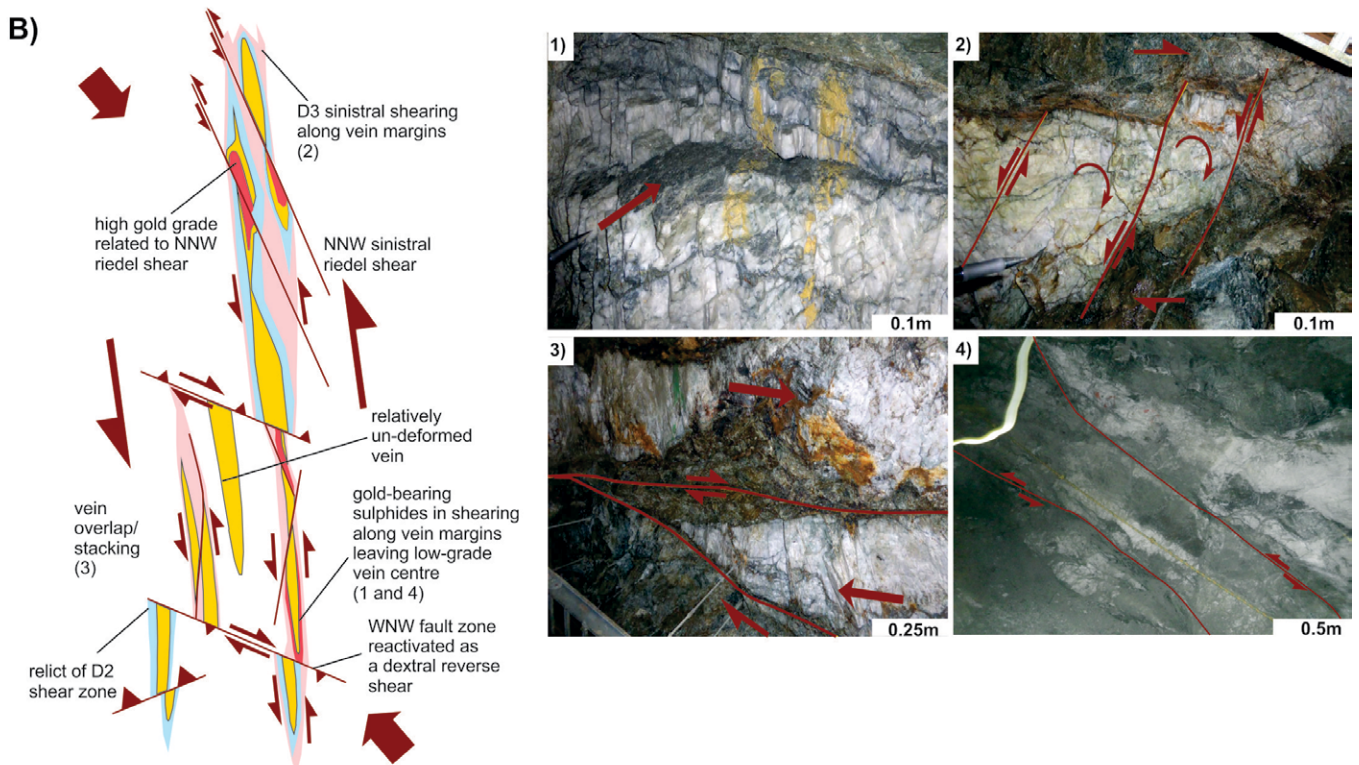 B)
D3 sinistral shearing
along vein margins
(2)
high gold grade
related to NNW
riedel shear
NNW sinistral
riedel shear
relatively
un-deformed
vein
vein
overlap/
stacking
(3)
gold-bearing
sulphides in shearing
along vein margins
leaving low-grade
vein centre
(1 and 4)
relict of D2
shear zone
WNW fault zone
reactivated as
a dextral reverse
shear
1)
0.1m
2)
0.1m
3)
0.25m
4)
0.5m